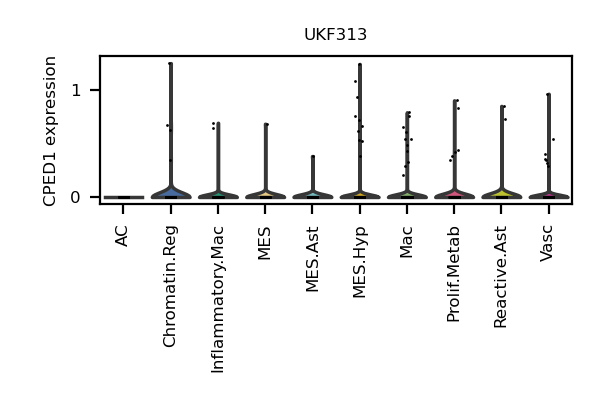 UKF313
CPED1 expression
1
0
AC
Chromatin.Reg
Inflammatory.Mac
MES
MES.Ast
MES.Hyp
Mac
Prolif.Metab
Reactive.Ast
Vasc